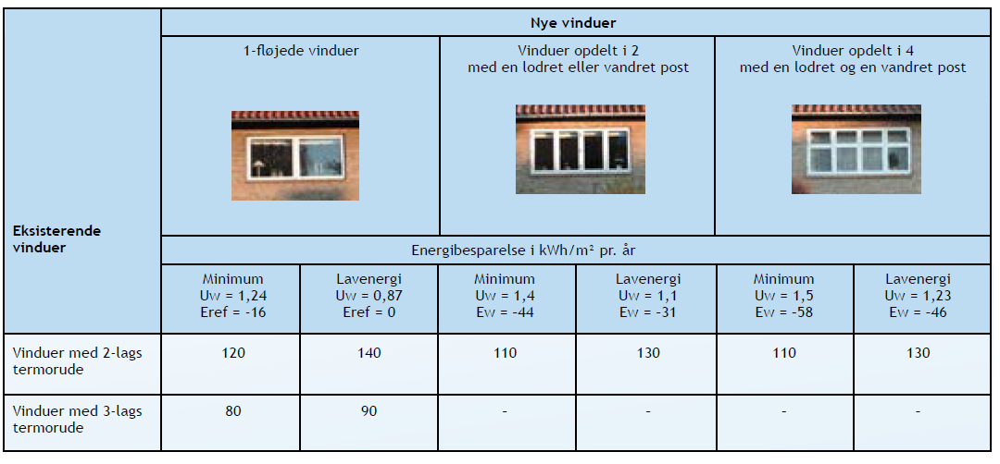 Nye vinduer
1-fløjede vinduer
Vinduer opdelt i 2
med en lodret eller vandret post
Vinduer opdelt i 4
med en lodret og en vandret post
Eksisterende
vinduer
Energibesparelse i kWh/m² pr. år
Minimum
Uw = 1,24
Eref = -16
Lavenergi
Uw = 0,87
Eref = 0
Minimum
Uw = 1,4
Ew = -44
Lavenergi
Uw = 1,1
Ew = -31
Minimum
Uw = 1,5
Ew = -58
Lavenergi
Uw = 1,23
Ew = -46
Vinduer med 2-lags
termorude
120
140
110
130
110
130
Vinduer med 3-lags
termorude
80
90
-
-
-
-